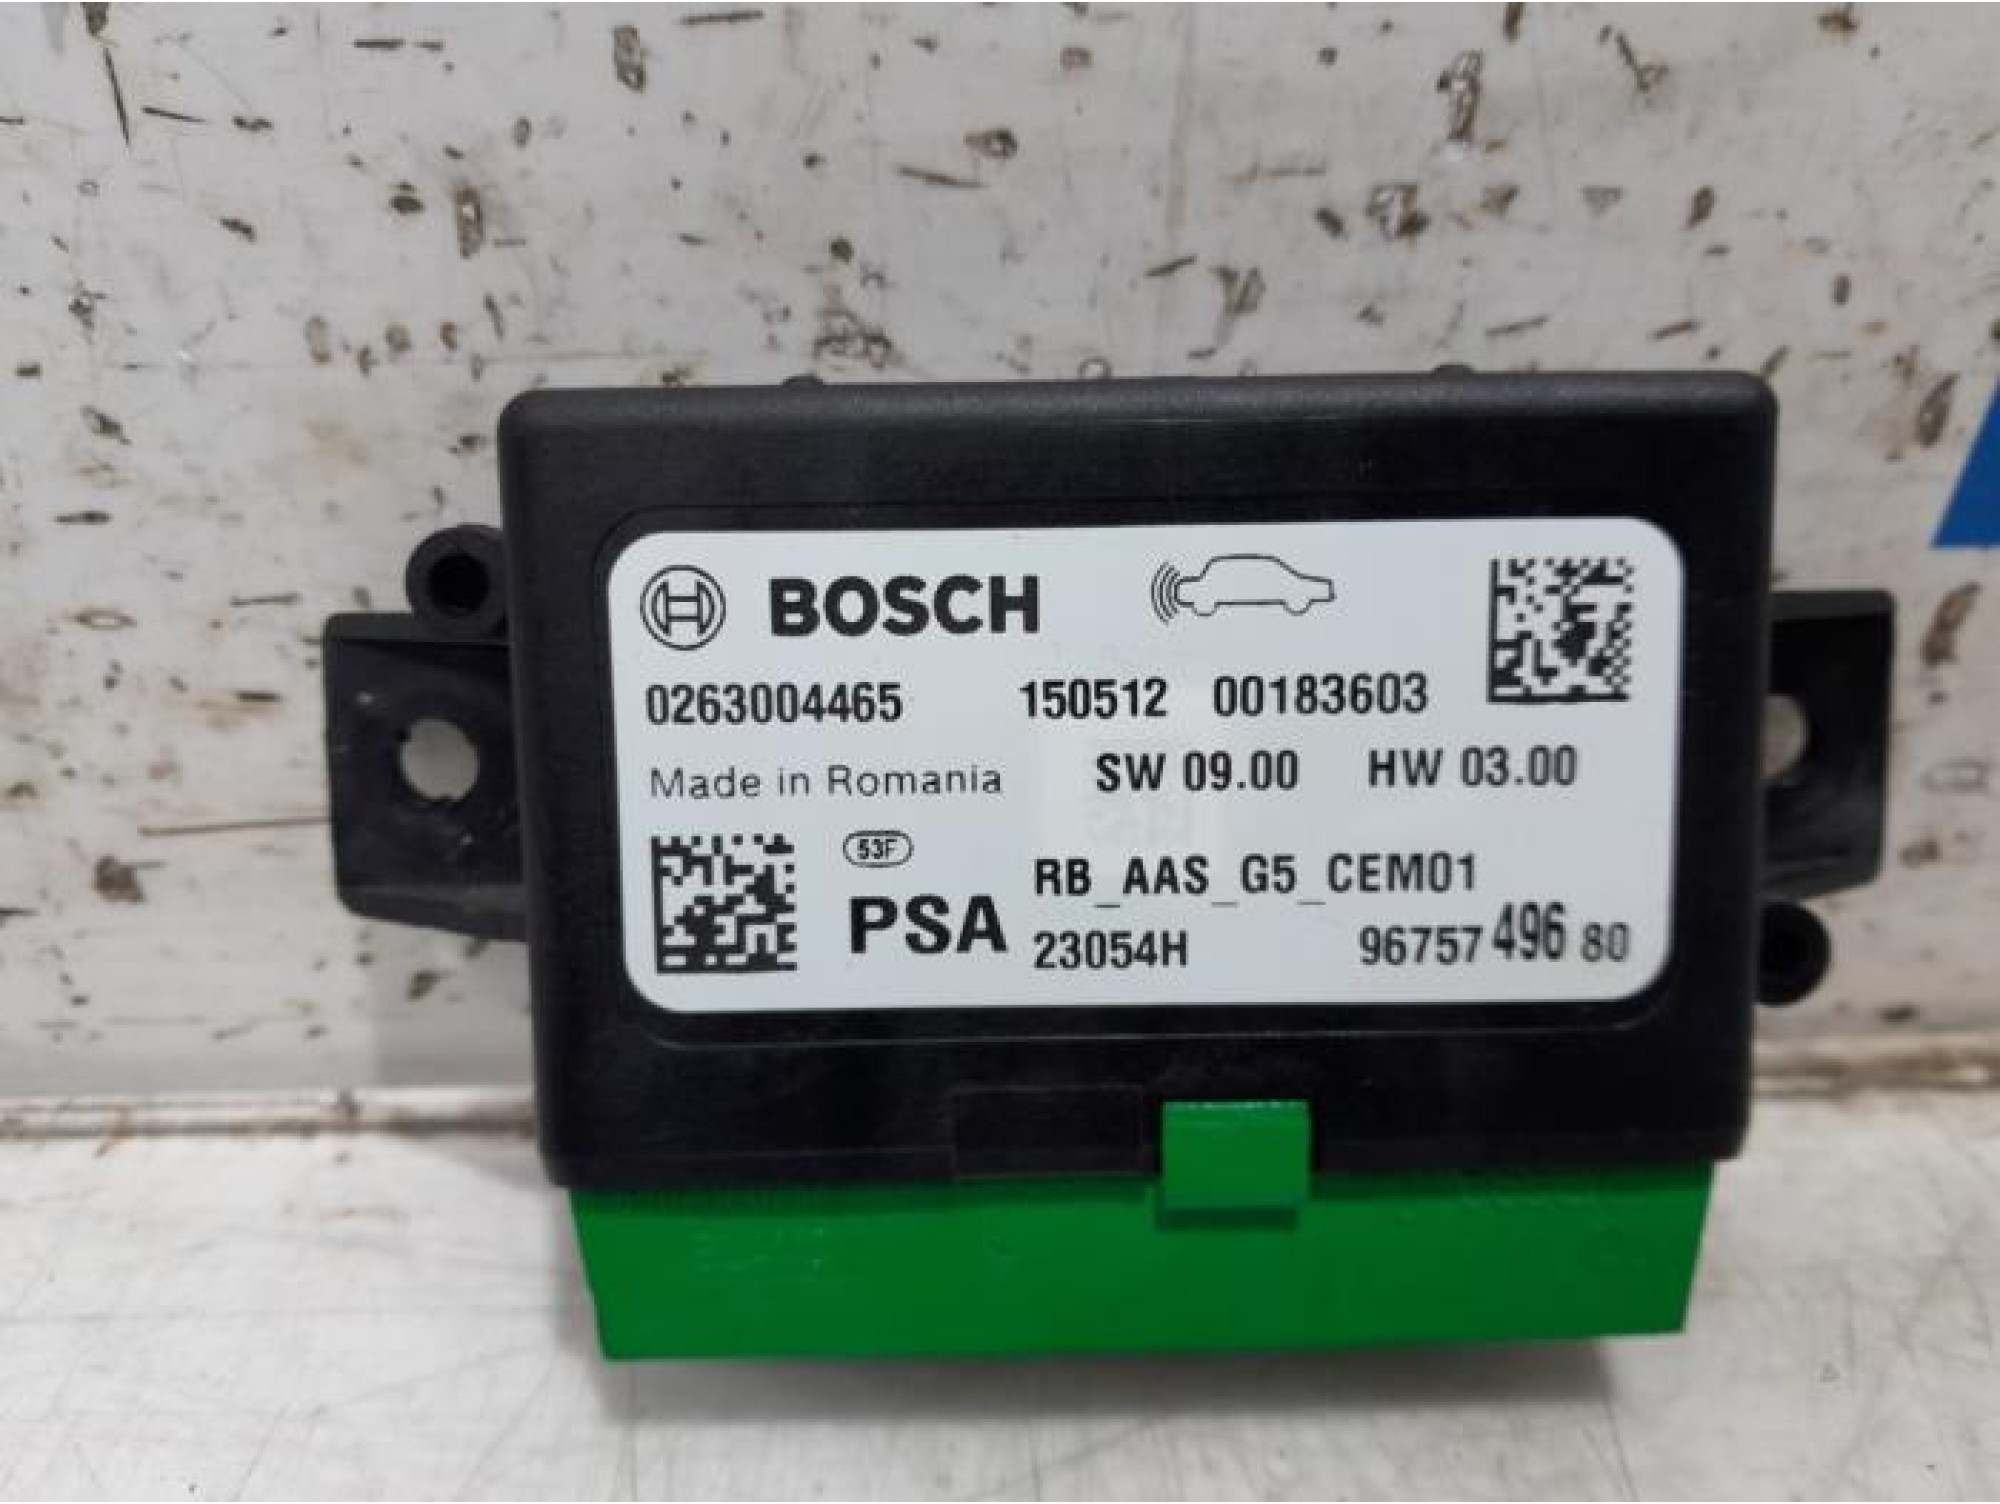 BOSCH
0263004465 150512 00183603
Made in Romania SW 09.00 HW 03.00
53F
RB_AAS_G5_CEM01
PSA 23054H 96757 496 80